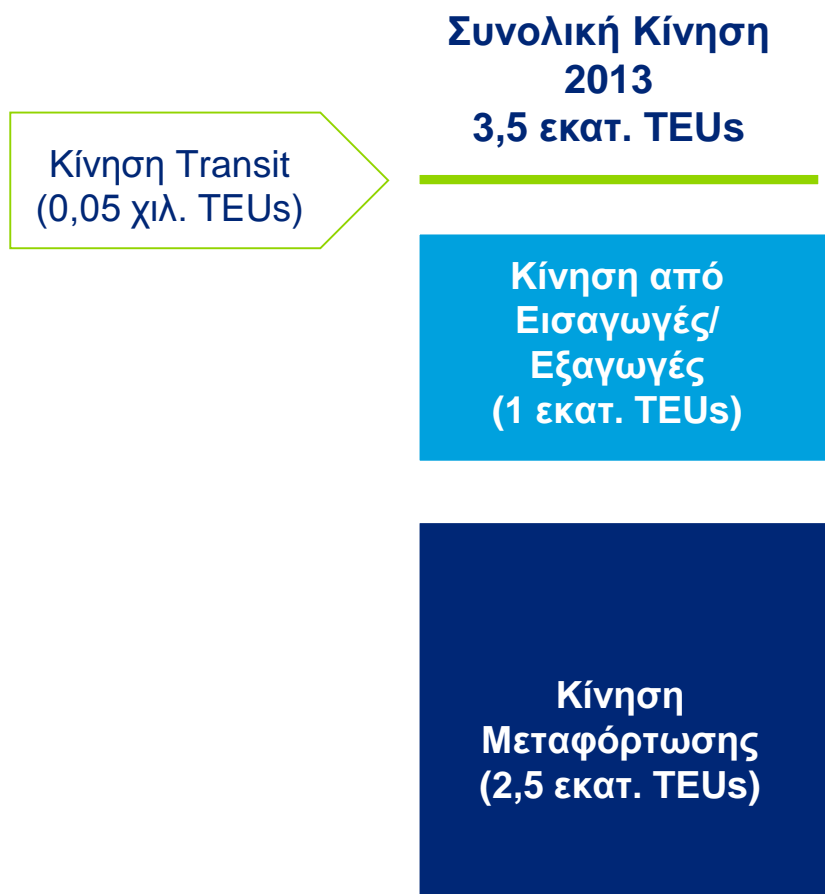 Συνολική Κίνηση
2013
3,5 εκατ. TEUs
Κίνηση Transit
(0,05 χιλ. TEUs)
Κίνηση από
Εισαγωγές/
Εξαγωγές
(1 εκατ. TEUs)
Κίνηση
Μεταφόρτωσης
(2,5 εκατ. TEUs)